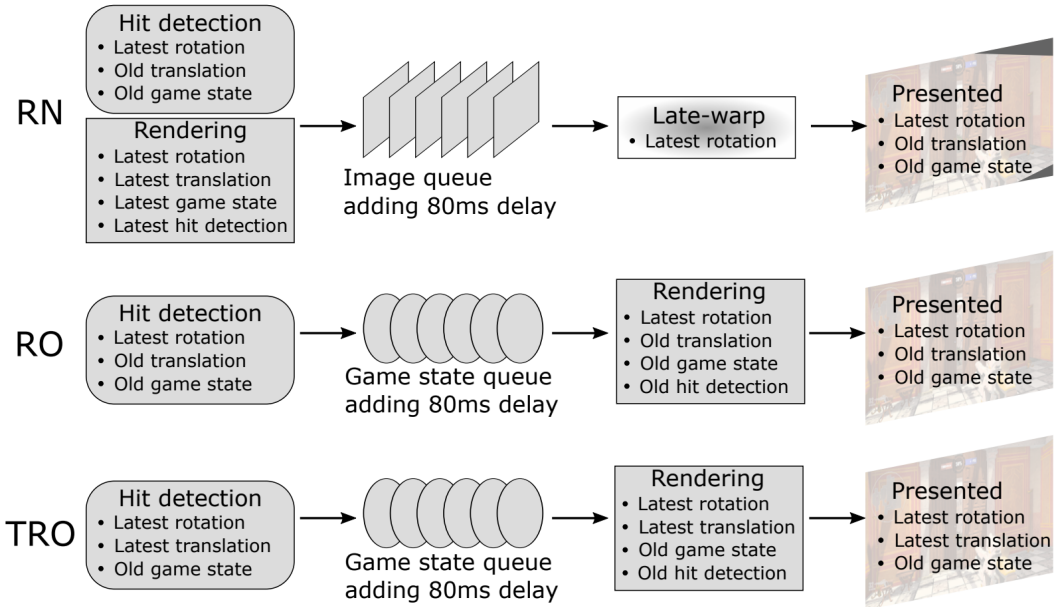 RN
Hit detection
• Latest rotation
• Old translation
• Old game state
Rendering
• Latest rotation
• Latest translation
• Latest game state
• Latest hit detection
Image queue
adding 80ms delay
Late-warp
• Latest rotation
Presented
• Latest rotation
• Old translation
• Old game state
RO
Hit detection
• Latest rotation
• Old translation
• Old game state
Game state queue
adding 80ms delay
Rendering
• Latest rotation
• Old translation
• Old game state
• Old hit detection
Presented
• Latest rotation
• Old translation
• Old game state
TRO
Hit detection
• Latest rotation
• Latest translation
• Old game state
Game state queue
adding 80ms delay
Rendering
• Latest rotation
• Latest translation
• Old game state
• Old hit detection
Presented
• Latest rotation
• Latest translation
• Old game state